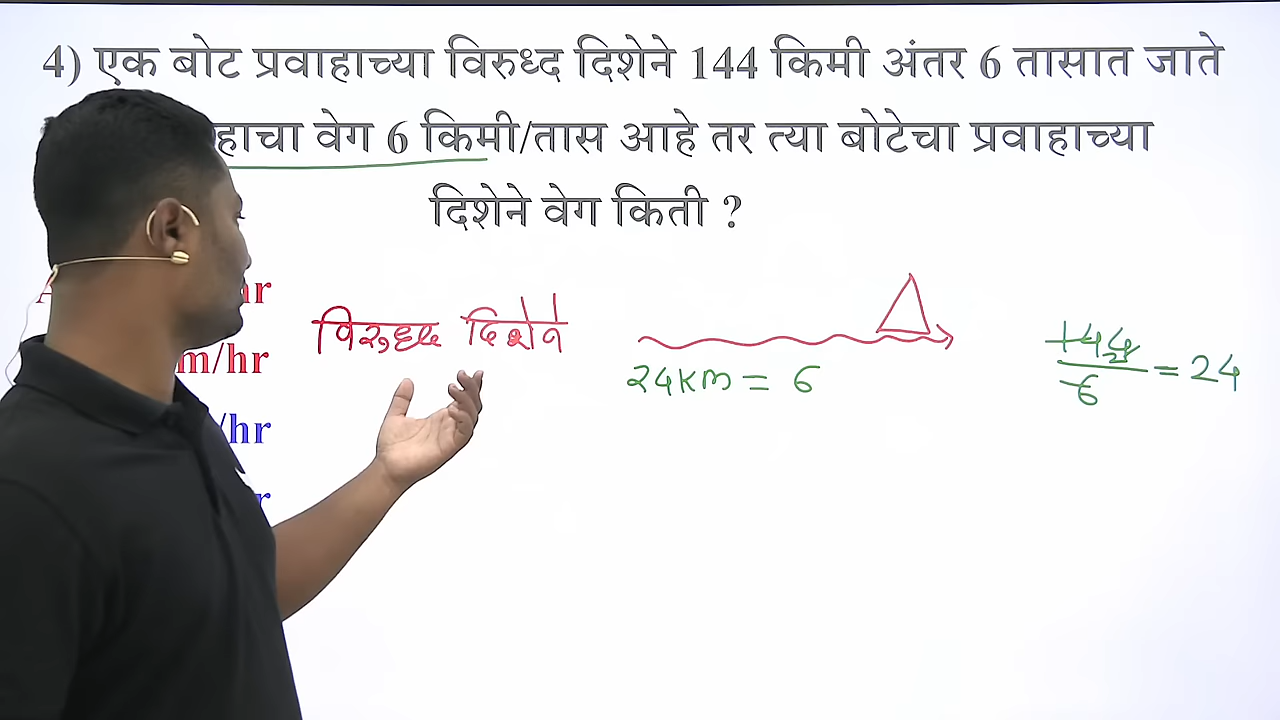 4) एक बोट प्रवाहाच्या विरुध्द दिशेने 144 किमी अंतर 6 तासात जाते
हाचा वेग 6 किमी/तास आहे तर त्या बोटेचा प्रवाहाच्या
दिशेने वेग किती ?
विरुध्द दिशेने
24KM = 6
144/6 = 24
m/hr
/hr